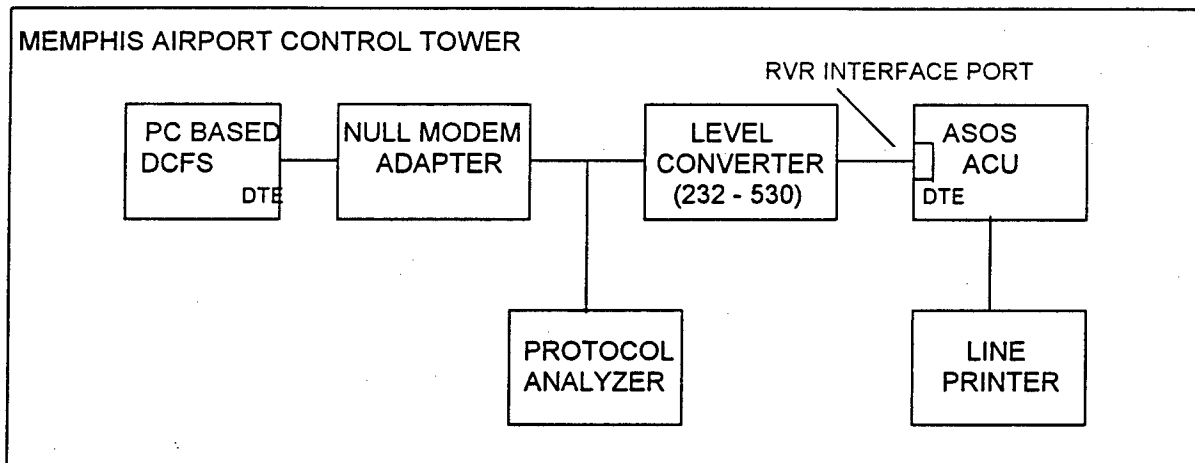 MEMPHIS AIRPORT CONTROL TOWER
RVR INTERFACE PORT
PC BASED
DCFS
DTE
NULL MODEM
ADAPTER
LEVEL
CONVERTER
(232 - 530)
ASOS
ACU
DTE
PROTOCOL
ANALYZER
LINE
PRINTER